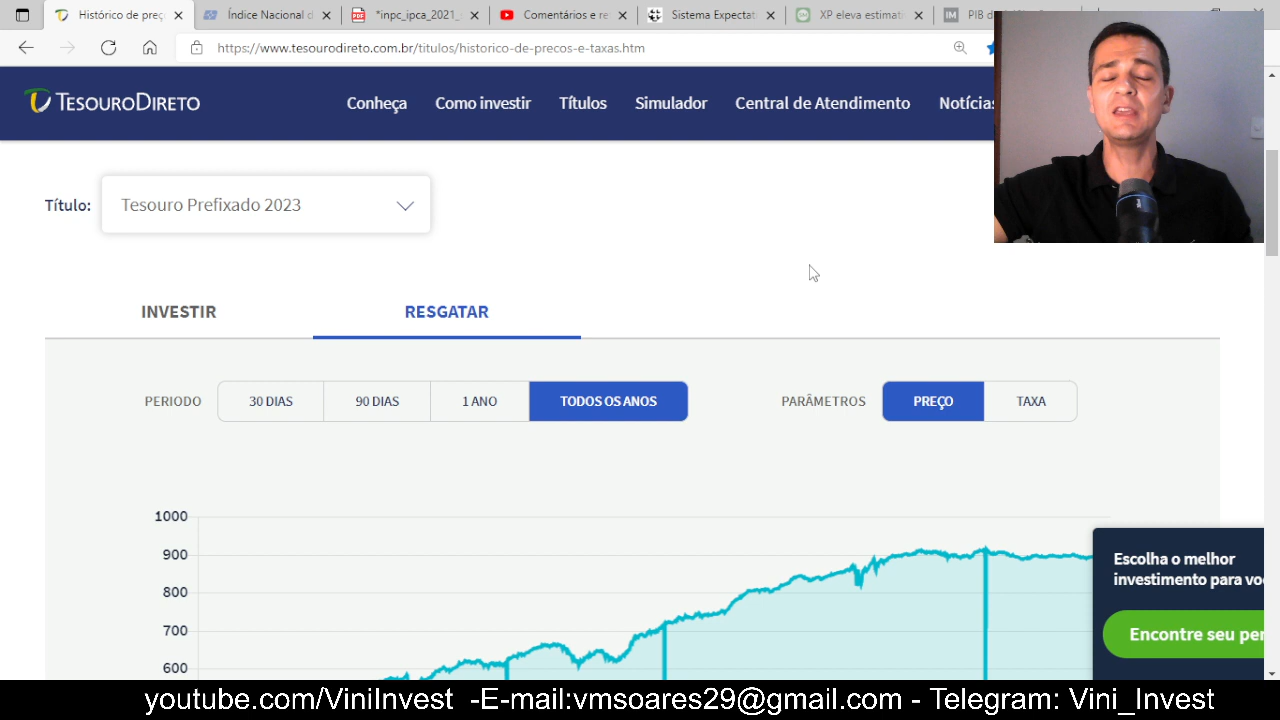 Histórico de preço
Índice Nacional d
*inpc_ipca_2021_
Comentários e re
Sistema Expectat
XP eleva estimati
PIB d
https://www.tesourodireto.com.br/titulos/historico-de-precos-e-taxas.htm
TESOURODIRETO
Conheça
Como investir
Títulos
Simulador
Central de Atendimento
Notícias
Título:
Tesouro Prefixado 2023
INVESTIR
RESGATAR
PERIODO
30 DIAS
90 DIAS
1 ANO
TODOS OS ANOS
PARÂMETROS
PREÇO
TAXA
1000
900
800
700
600
Escolha o melhor
investimento para vo
Encontre seu per
youtube.com/ViniInvest -E-mail:vmsoares29@gmail.com - Telegram: Vini_Invest